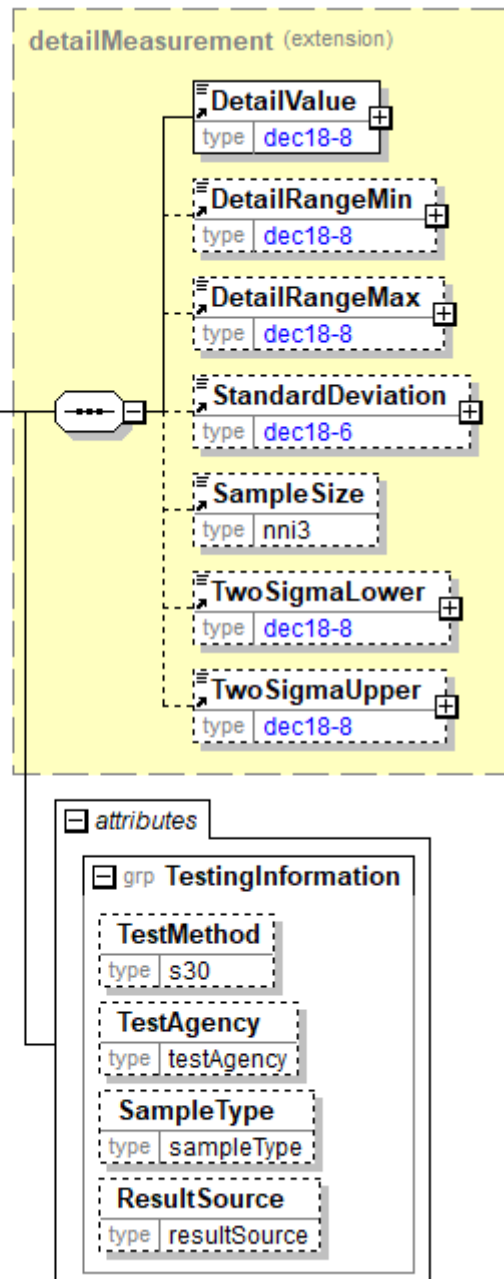 detailMeasurement (extension)
DetailValue
type dec18-8
DetailRangeMin
type dec18-8
DetailRangeMax
type dec18-8
StandardDeviation
type dec18-6
SampleSize
type nni3
TwoSigmaLower
type dec18-8
TwoSigmaUpper
type dec18-8
attributes
grp TestingInformation
TestMethod
type s30
TestAgency
type testAgency
SampleType
type sampleType
ResultSource
type resultSource